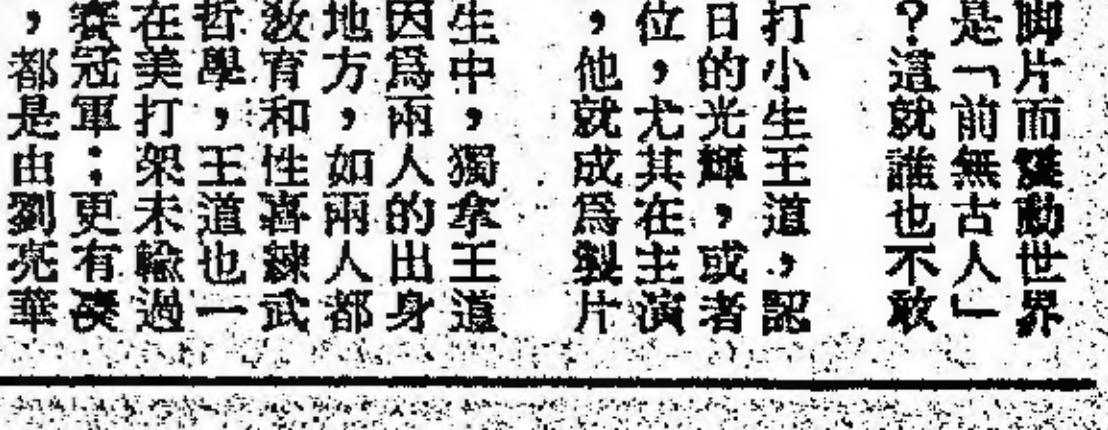 脚片而轟動世界
是「前無古人」
？這就誰也不敢
打小生王道，認
日的光輝，或者
位，尤其在主演
，他就成爲製片
生中，獨拿王道
因爲兩人的出身
地方，如兩人都
敎育和性喜練武
哲學，王道也一
在美打架未輸過
賽冠軍；更有
，都是由劉亮華